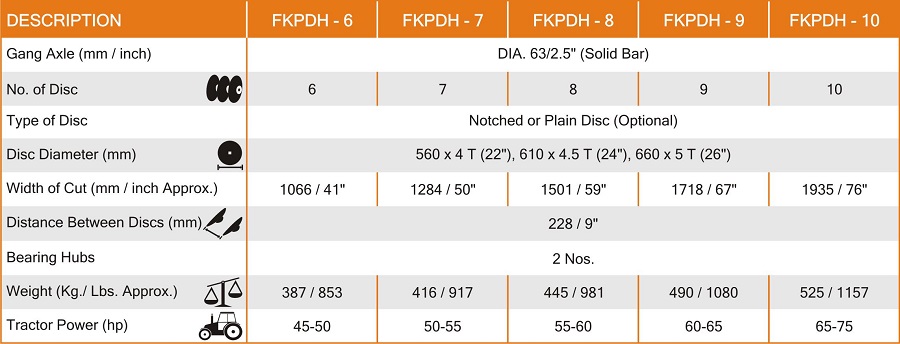 DESCRIPTION FKPDH - 6 FKPDH - 7 FKPDH - 8 FKPDH - 9 FKPDH - 10
Gang Axle (mm / inch) DIA. 63/2.5" (Solid Bar)
No. of Disc 6 7 8 9 10
Type of Disc Notched or Plain Disc (Optional)
Disc Diameter (mm) 560 x 4 T (22"), 610 x 4.5 T (24"), 660 x 5 T (26")
Width of Cut (mm / inch Approx.) 1066 / 41" 1284 / 50" 1501 / 59" 1718 / 67" 1935 / 76"
Distance Between Discs (mm) 228 / 9"
Bearing Hubs 2 Nos.
Weight (Kg./ Lbs. Approx.) 387 / 853 416 / 917 445 / 981 490 / 1080 525 / 1157
Tractor Power (hp) 45-50 50-55 55-60 60-65 65-75